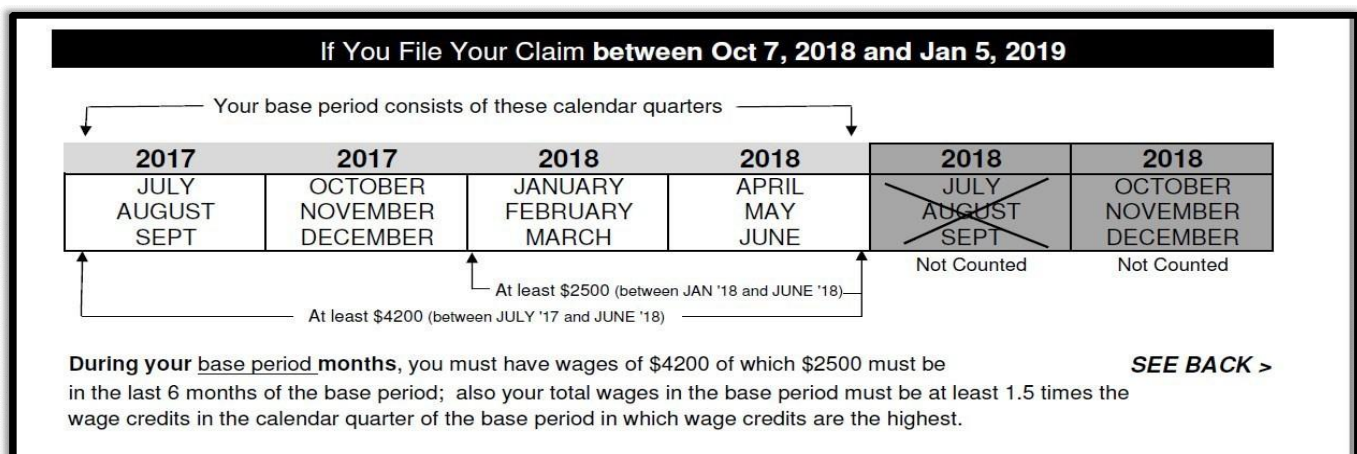 If You File Your Claim between Oct 7, 2018 and Jan 5, 2019
Your base period consists of these calendar quarters
2017 2017 2018 2018 2018 2018
JULY OCTOBER JANUARY APRIL JULY OCTOBER
AUGUST NOVEMBER FEBRUARY MAY AUGUST NOVEMBER
SEPT DECEMBER MARCH JUNE SEPT DECEMBER
Not Counted Not Counted
At least $2500 (between JAN '18 and JUNE '18)
At least $4200 (between JULY '17 and JUNE '18)
During your base period months, you must have wages of $4200 of which $2500 must be SEE BACK >
in the last 6 months of the base period; also your total wages in the base period must be at least 1.5 times the
wage credits in the calendar quarter of the base period in which wage credits are the highest.